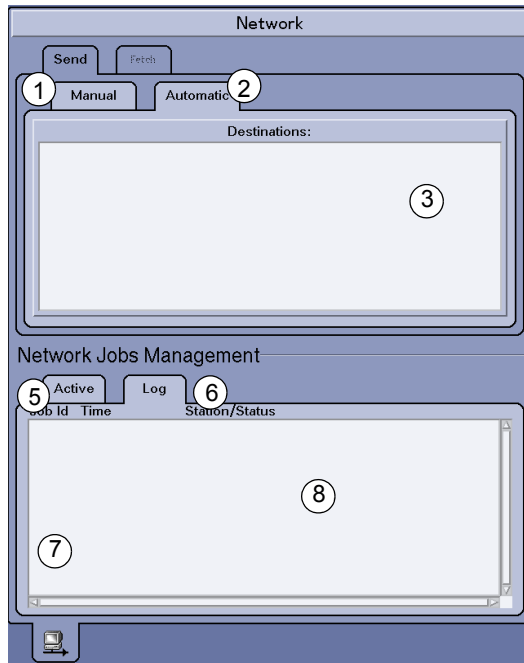 Network
Send Fetch
1 Manual Automatic 2
Destinations:
3
Network Jobs Management
5 Active Log 6
Job Id Time Station/Status
8
7